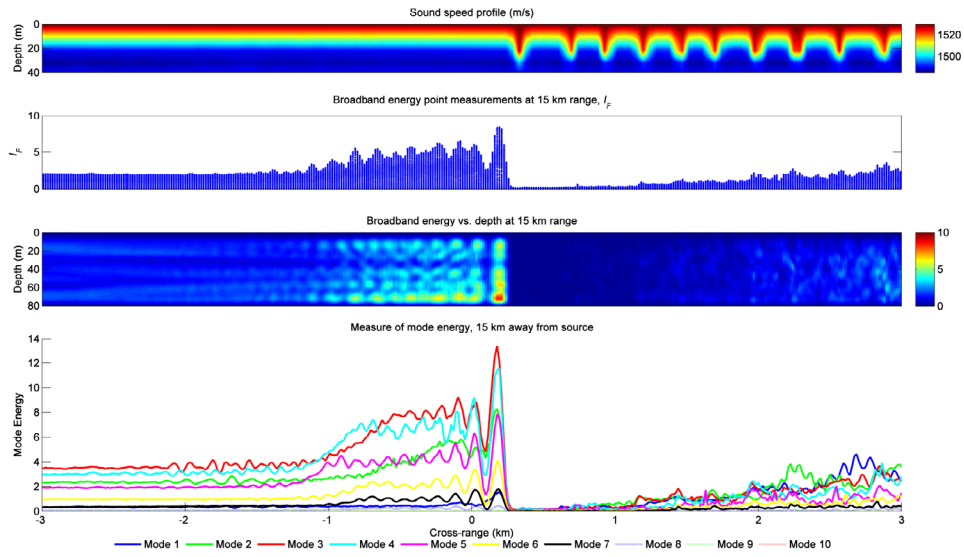 Sound speed profile (m/s)
Depth (m)
0
20
40
1520
1500
Broadband energy point measurements at 15 km range, I_F
I_F
10
5
0
Broadband energy vs. depth at 15 km range
Depth (m)
0
20
40
60
80
10
5
0
Measure of mode energy, 15 km away from source
Mode Energy
14
12
10
8
6
4
2
0
-3 -2 -1 0 1 2 3
Cross-range (km)
Mode 1 Mode 2 Mode 3 Mode 4 Mode 5 Mode 6 Mode 7 Mode 8 Mode 9 Mode 10